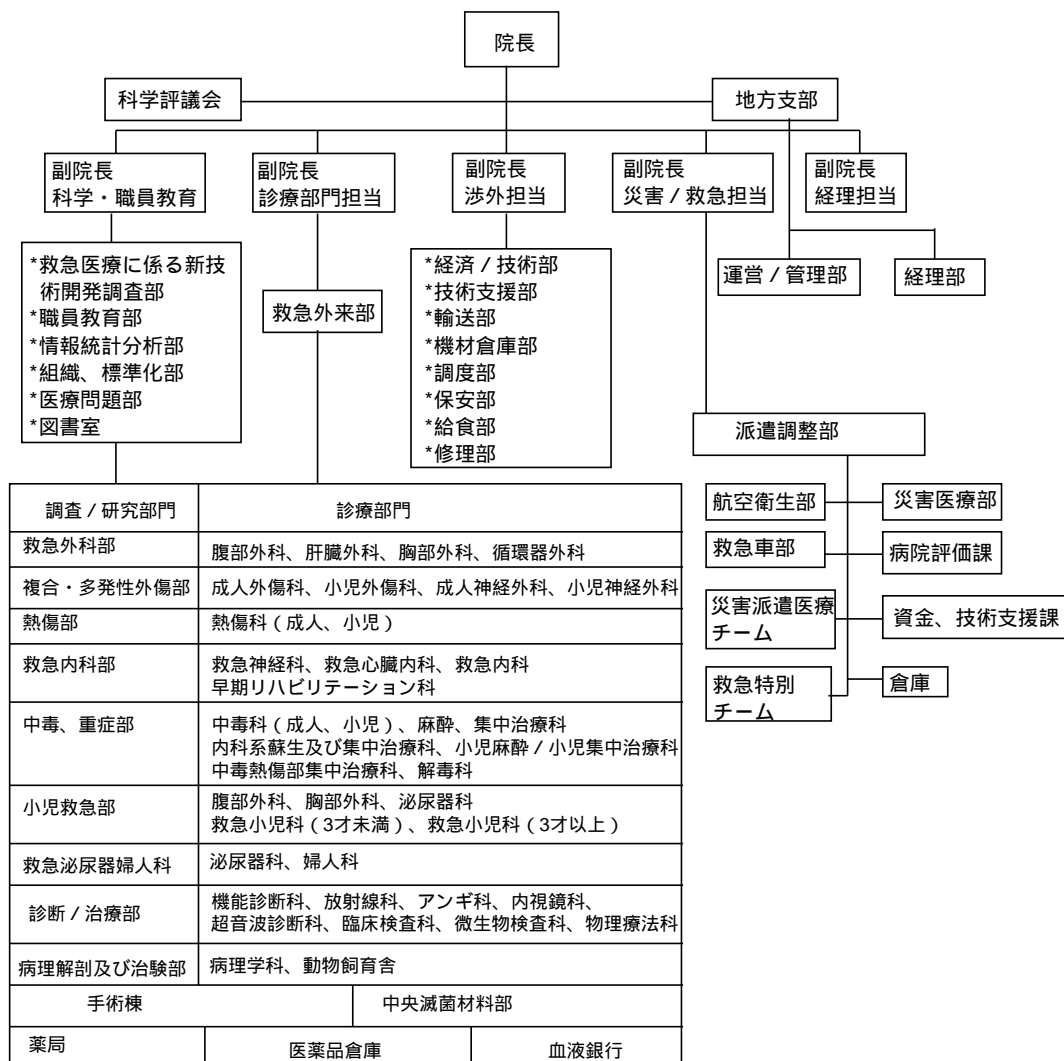 院長
科学評議会
地方支部
副院長
科学・職員教育
副院長
診療部門担当
副院長
渉外担当
副院長
災害 / 救急担当
副院長
経理担当
*救急医療に係る新技
術開発調査部
*職員教育部
*情報統計分析部
*組織、標準化部
*医療問題部
*図書室
救急外来部
*経済 / 技術部
*技術支援部
*輸送部
*機材倉庫部
*調度部
*保安部
*給食部
*修理部
運営 / 管理部
経理部
派遣調整部
航空衛生部
災害医療部
救急車部
病院評価課
災害派遣医療
チーム
資金、技術支援課
救急特別
チーム
倉庫
調査 / 研究部門
診療部門
救急外科部
腹部外科、肝臓外科、胸部外科、循環器外科
複合・多発性外傷部
成人外傷科、小児外傷科、成人神経外科、小児神経外科
熱傷部
熱傷科（成人、小児）
救急内科部
救急神経科、救急心臓内科、救急内科
早期リハビリテーション科
中毒、重症部
中毒科（成人、小児）、麻酔、集中治療科
内科系蘇生及び集中治療科、小児麻酔 / 小児集中治療科
中毒熱傷部集中治療科、解毒科
小児救急部
腹部外科、胸部外科、泌尿器科
救急小児科（3才未満）、救急小児科（3才以上）
救急泌尿器婦人科
泌尿器科、婦人科
診断 / 治療部
機能診断科、放射線科、アンギ科、内視鏡科、
超音波診断科、臨床検査科、微生物検査科、物理療法科
病理解剖及び治験部
病理学科、動物飼育舎
手術棟
中央滅菌材料部
薬局
医薬品倉庫
血液銀行